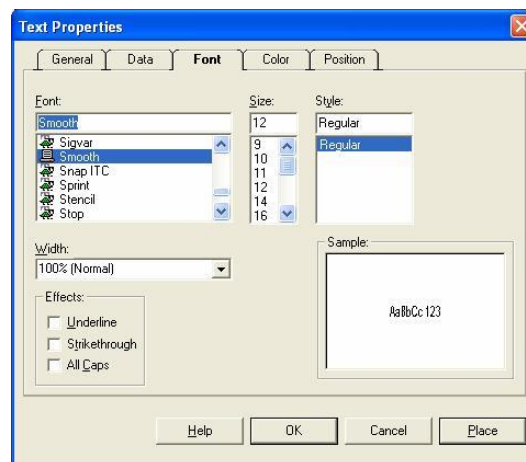 Text Properties
General Data Font Color Position
Font: Size: Style:
Smooth 12 Regular
Sigvar 9 Regular
Smooth 10
Snap ITC 11
Sprint 12
Stencil 14
Stop 16
Width:
100% (Normal)
Sample:
AaBbCc 123
Effects:
Underline
Strikethrough
All Caps
Help OK Cancel Place